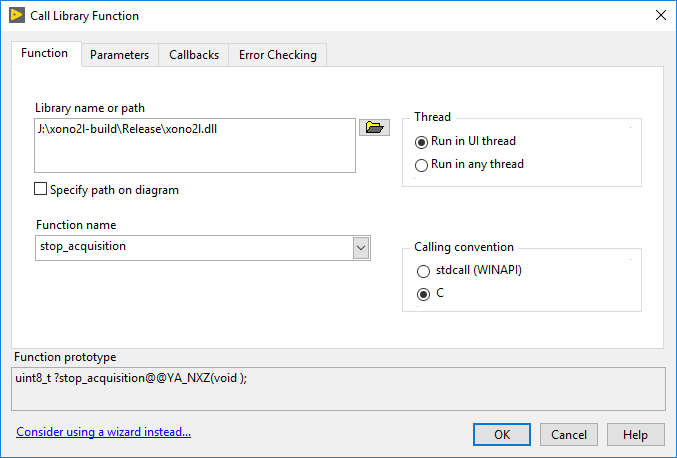 Call Library Function
Function Parameters Callbacks Error Checking
Library name or path
J:\xono2l-build\Release\xono2l.dll
Specify path on diagram
Function name
stop_acquisition
Thread
Run in UI thread
Run in any thread
Calling convention
stdcall (WINAPI)
C
Function prototype
uint8_t ?stop_acquisition@@YA_NXZ(void );
Consider using a wizard instead...
OK Cancel Help